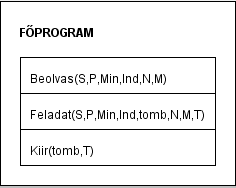 FŐPROGRAM
Beolvas(S,P,Min,Ind,N,M)
Feladat(S,P,Min,Ind,tomb,N,M,T)
Kiir(tomb,T)